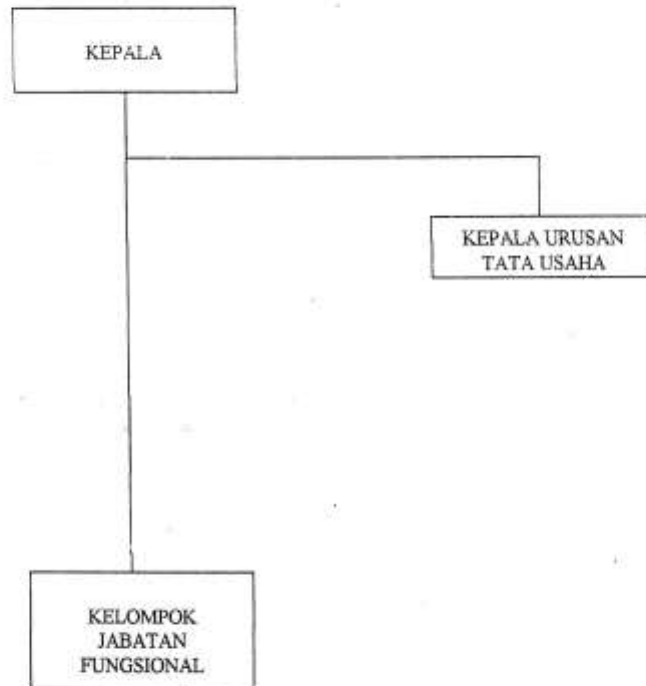 KEPALA
KEPALA URUSAN
TATA USAHA
KELOMPOK
JABATAN
FUNGSIONAL